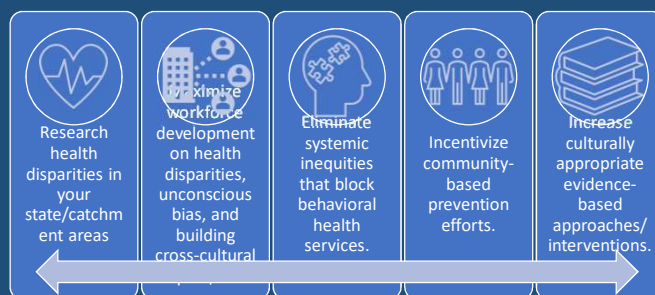 Research
health
disparities in
your
state/catchm
ent areas
Maximize
workforce
development
on health
disparities,
unconscious
bias, and
building
cross-cultural
Eliminate
systemic
inequities
that block
behavioral
health
services.
Incentivize
community-
based
prevention
efforts.
Increase
culturally
appropriate
evidence-
based
approaches/
interventions.